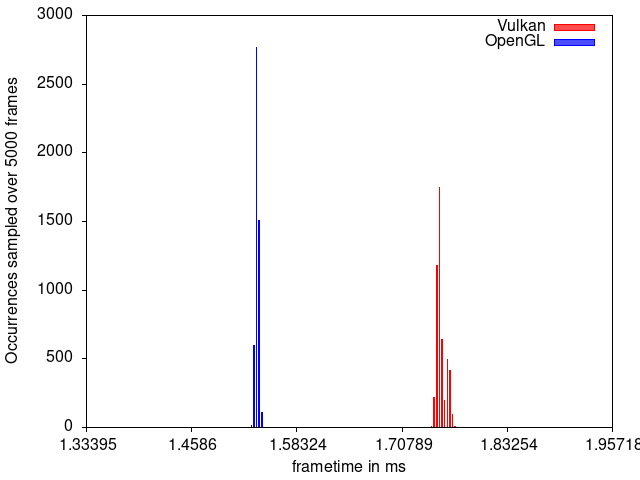 3000
Vulkan
OpenGL
2500
2000
1500
1000
500
0
Occurrences sampled over 5000 frames
1.33395 1.4586 1.58324 1.70789 1.83254 1.95718
frametime in ms